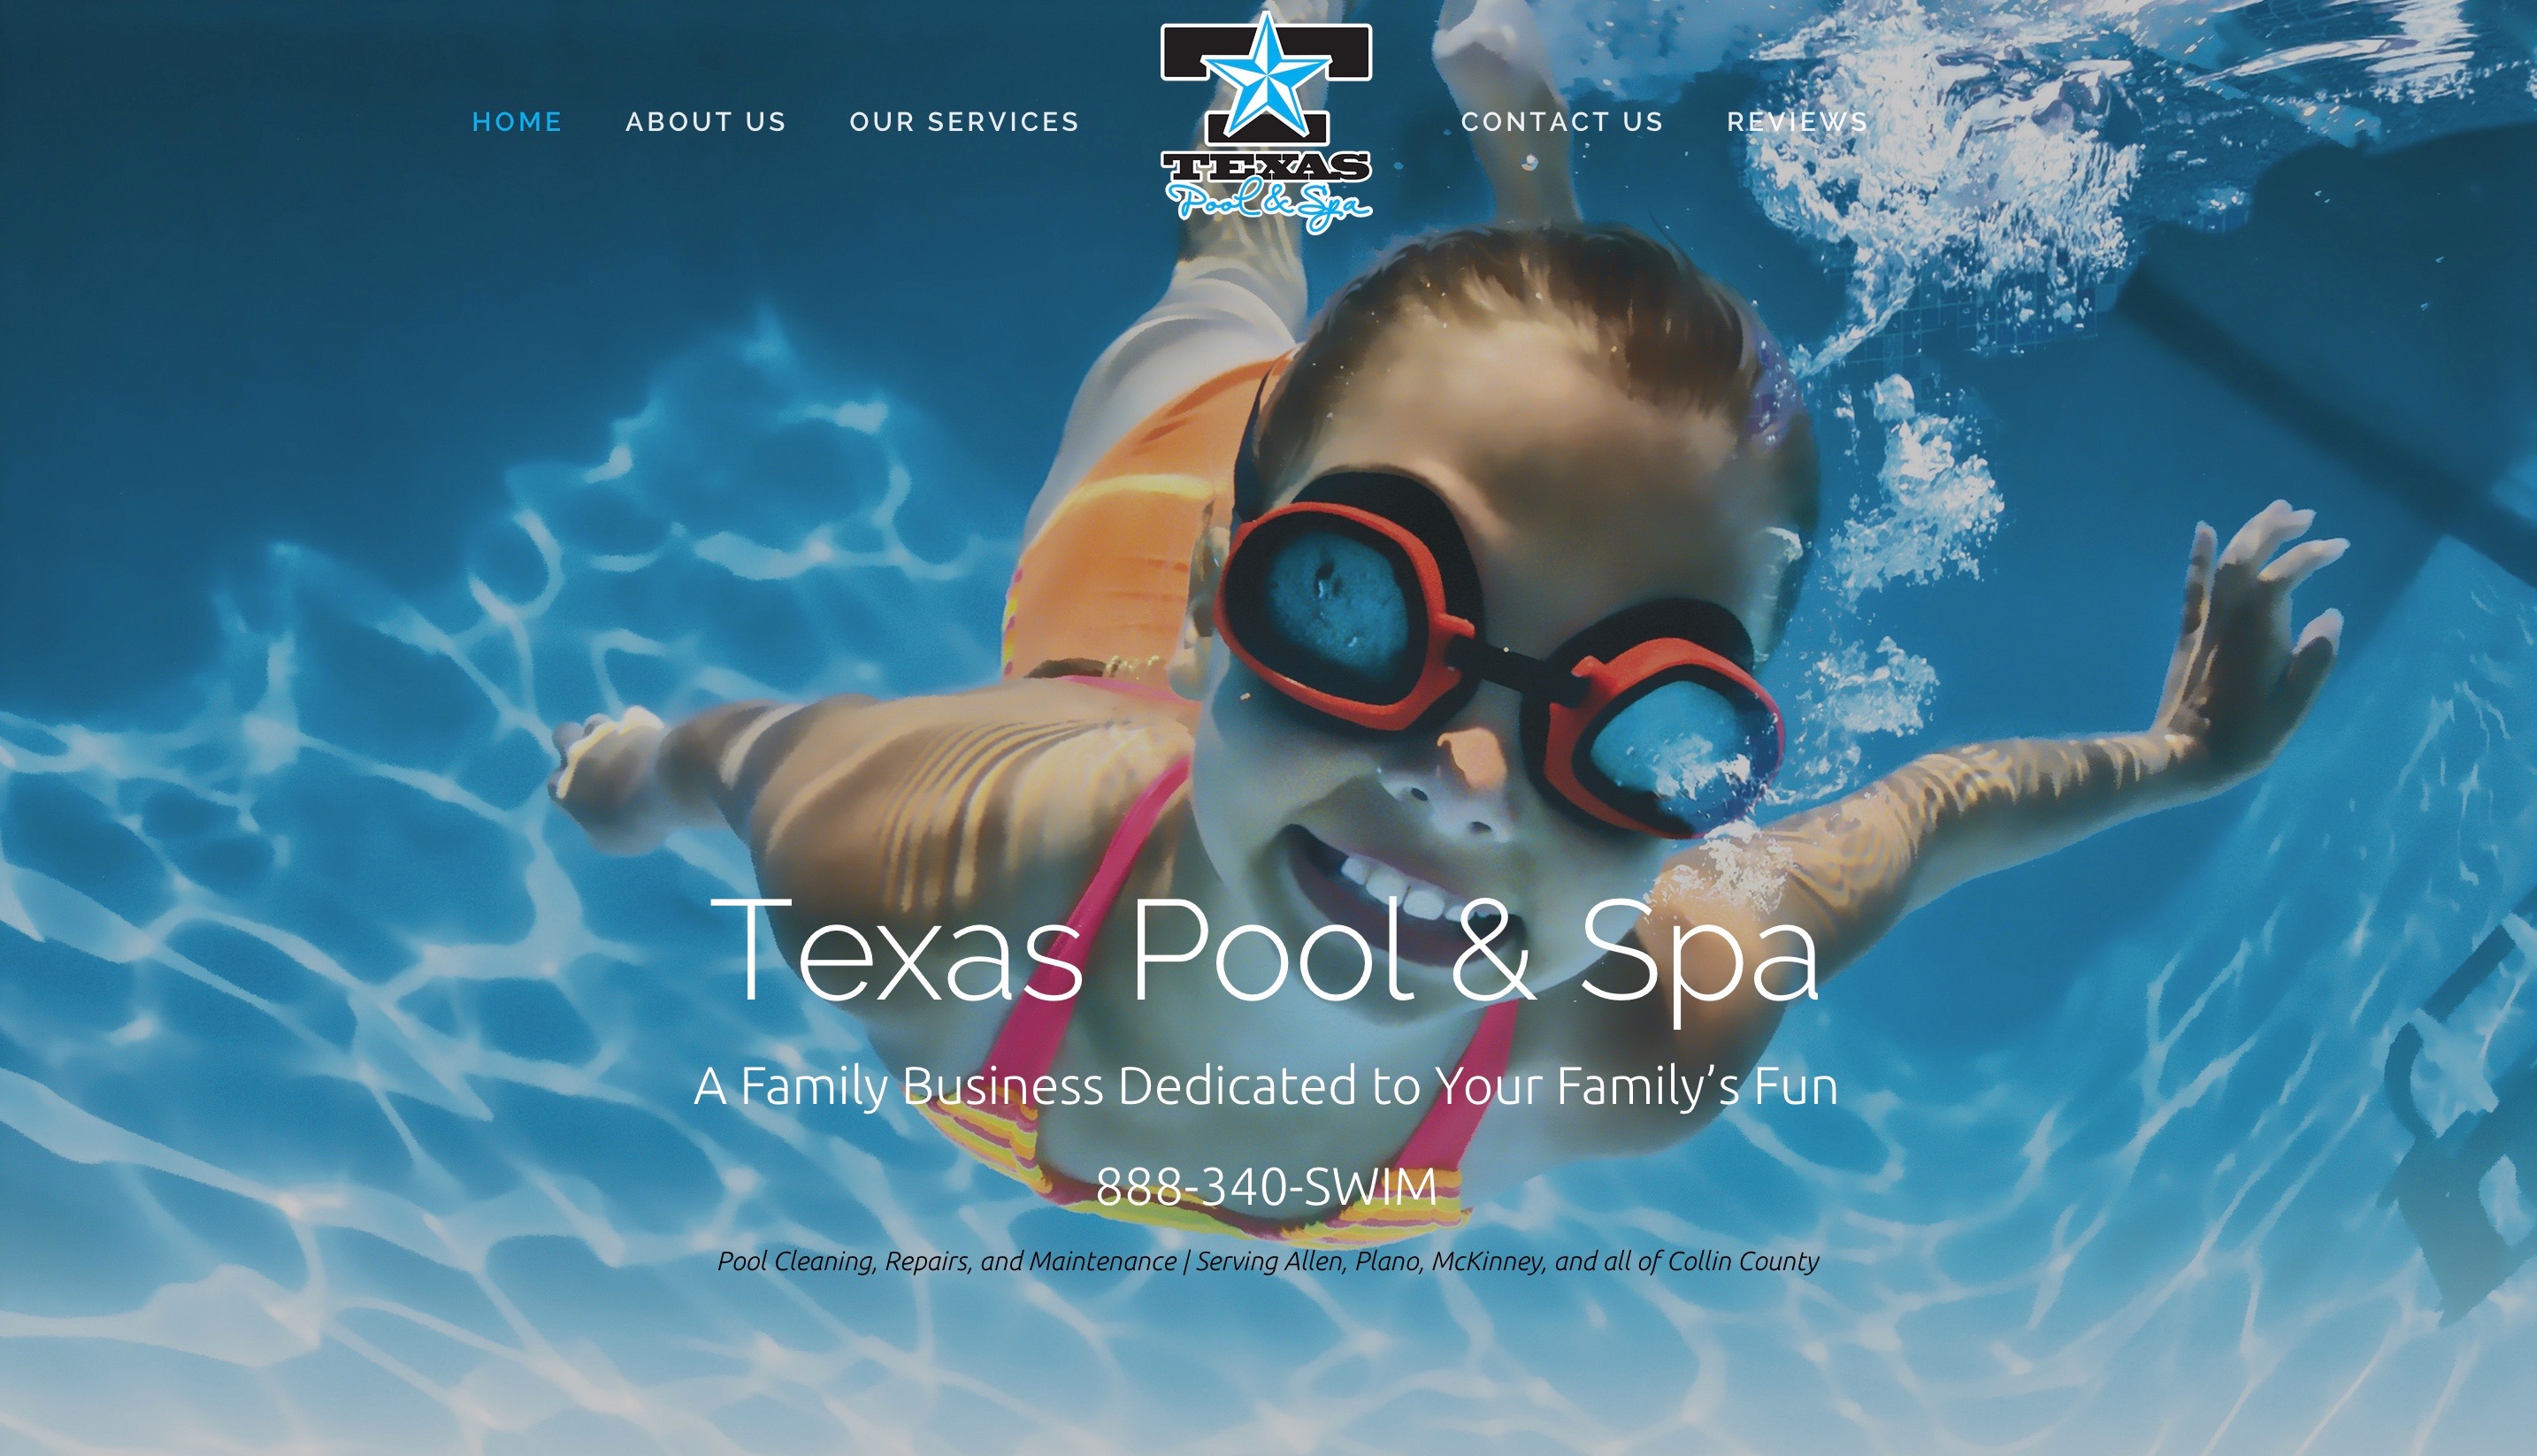 HOME
ABOUT US
OUR SERVICES
TEXAS
Pool & Spa
CONTACT US
REVIEWS
Texas Pool & Spa
A Family Business Dedicated to Your Family’s Fun
888-340-SWIM
Pool Cleaning, Repairs, and Maintenance | Serving Allen, Plano, McKinney, and all of Collin County